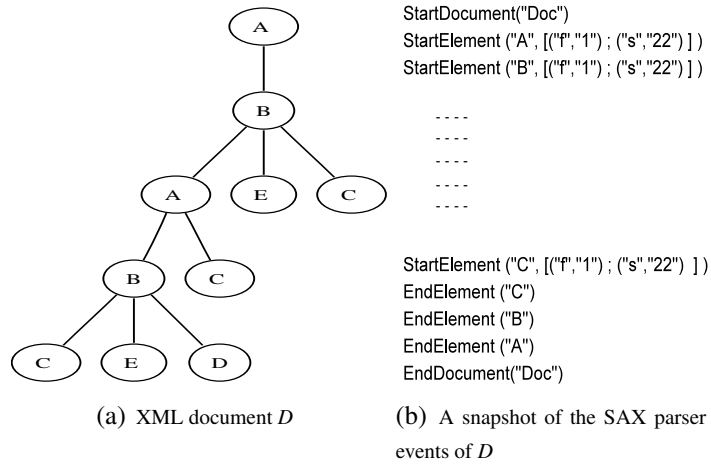 A
B
A
E
C
B
C
C
E
D
(a) XML document D
StartDocument("Doc")
StartElement ("A", [("f","1") ; ("s","22") ] )
StartElement ("B", [("f","1") ; ("s","22") ] )
- - - -
- - - -
- - - -
- - - -
- - - -
StartElement ("C", [("f","1") ; ("s","22") ] )
EndElement ("C")
EndElement ("B")
EndElement ("A")
EndDocument("Doc")
(b) A snapshot of the SAX parser
events of D